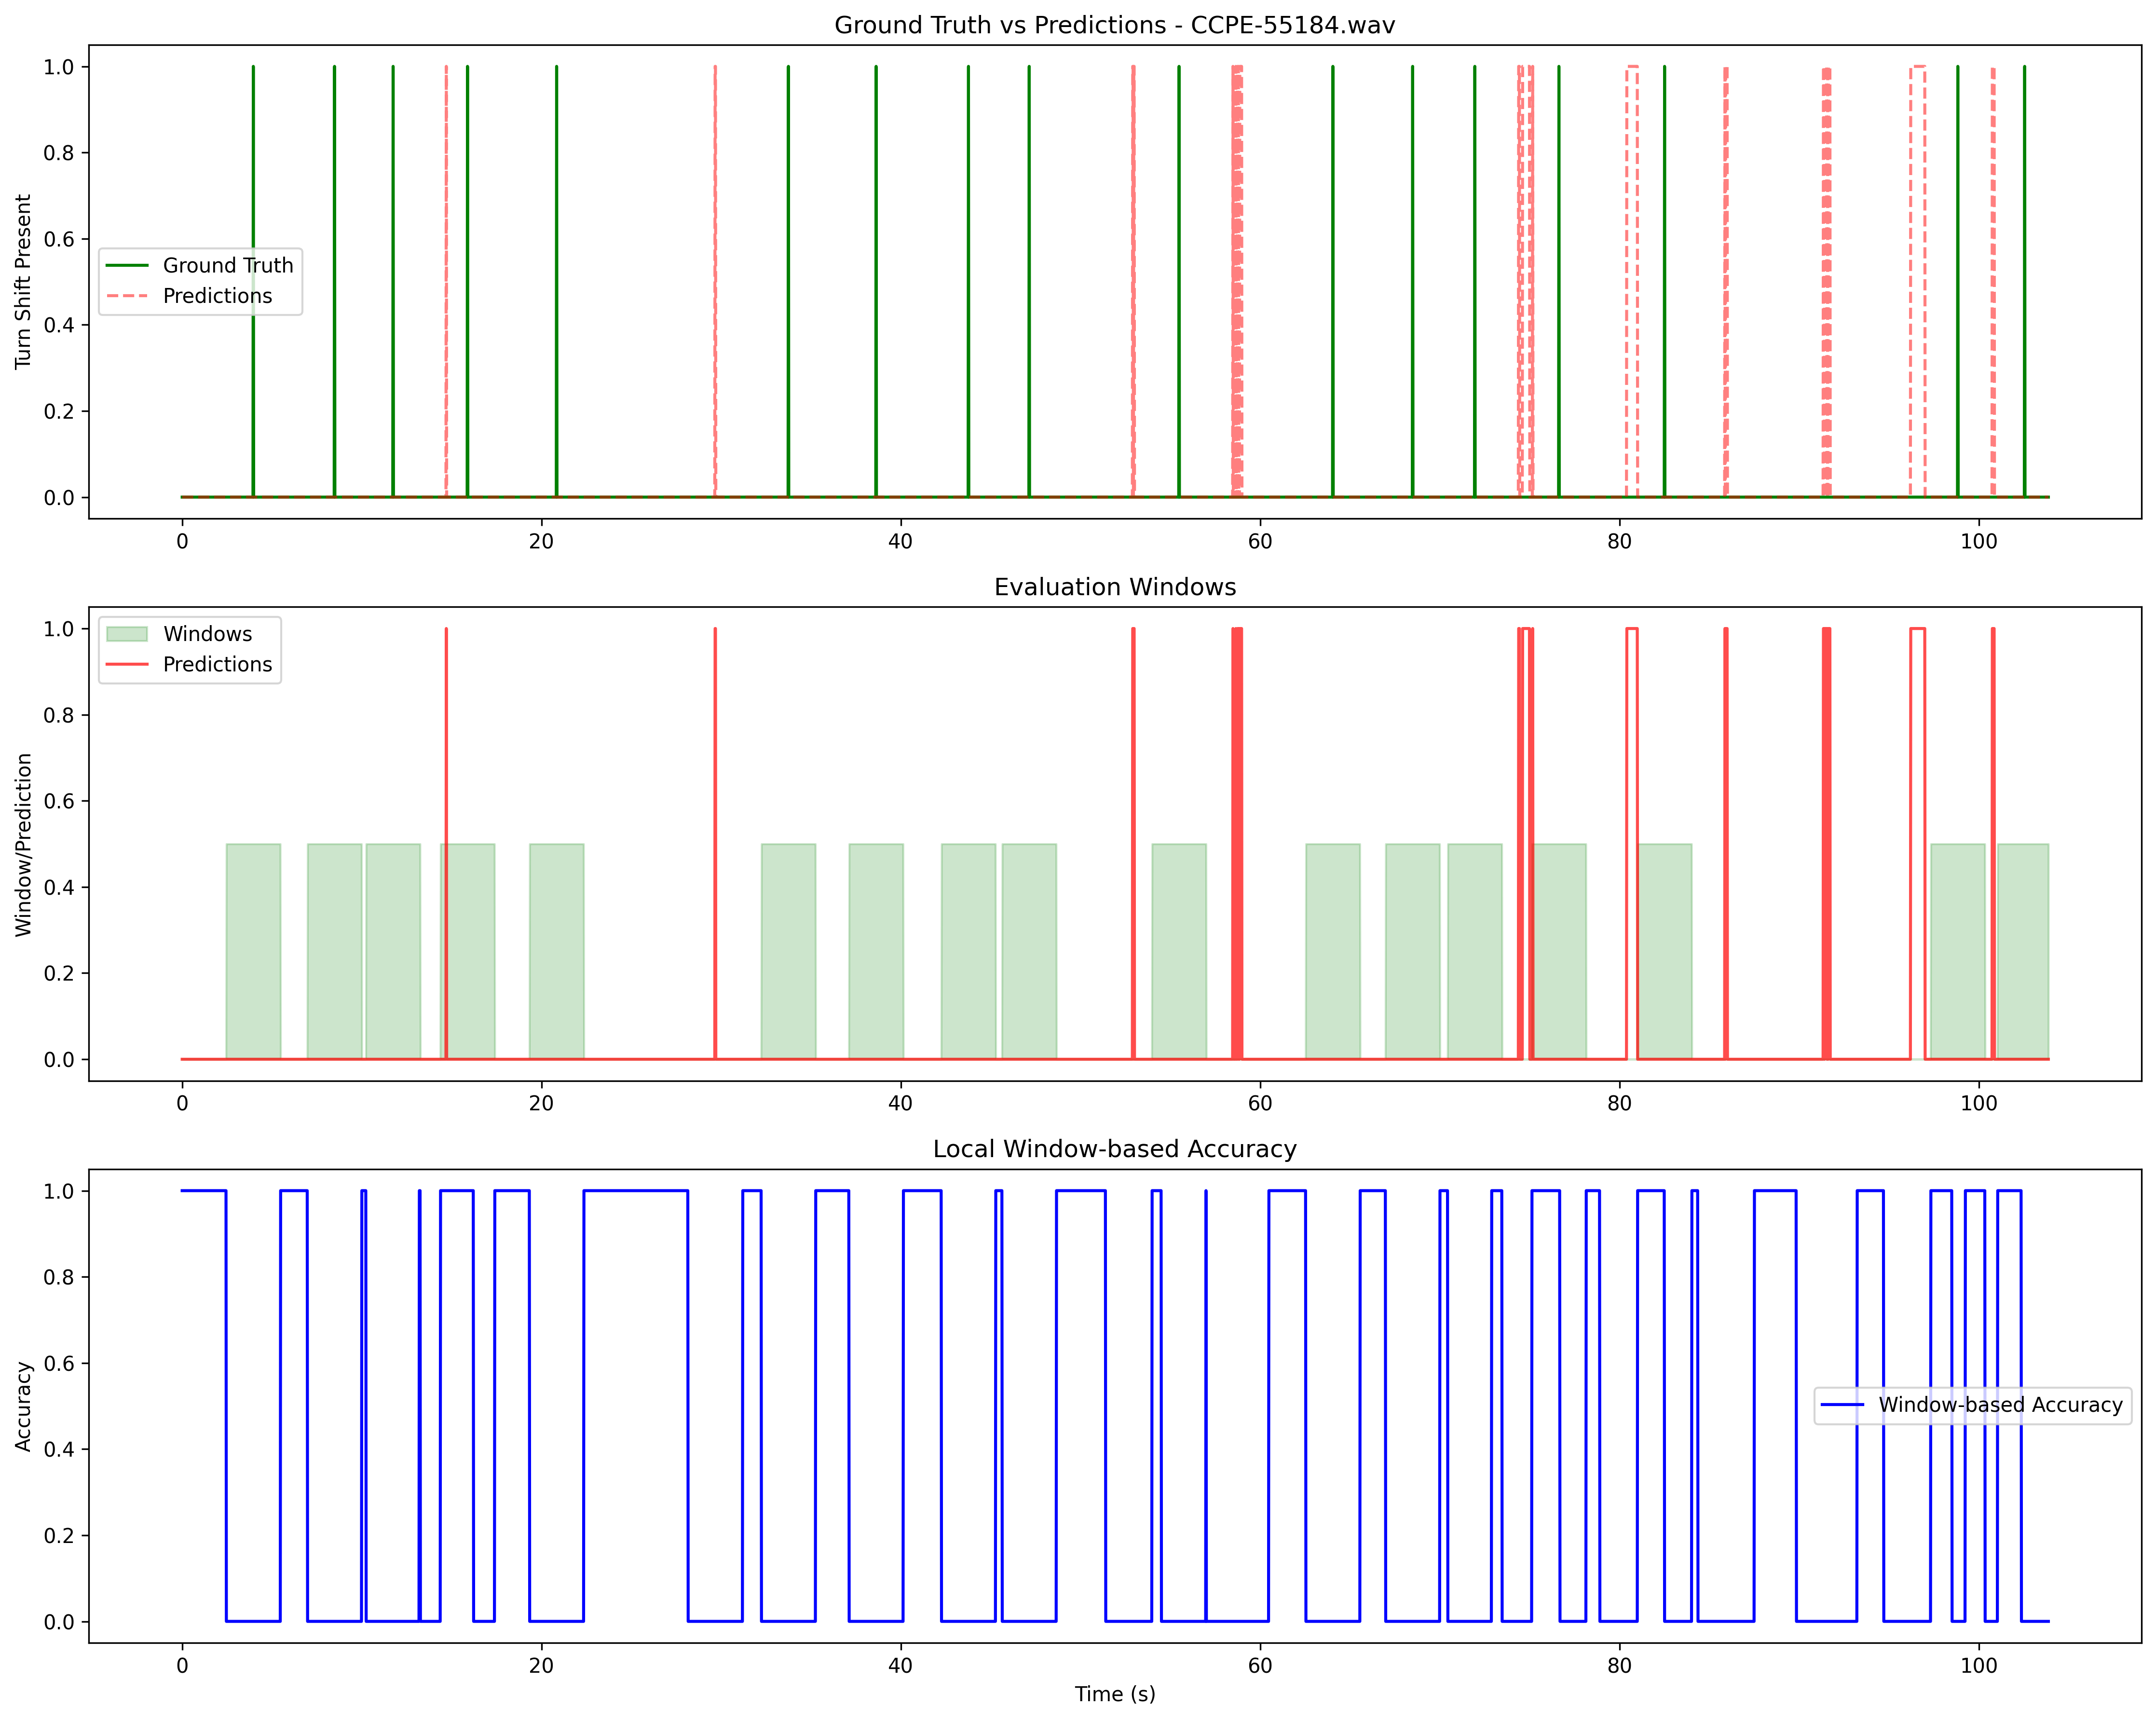 Ground Truth vs Predictions - CCPE-55184.wav
Turn Shift Present
1.0
0.8
0.6
0.4
0.2
0.0
Ground Truth
Predictions
0 20 40 60 80 100
Evaluation Windows
Window/Prediction
1.0
0.8
0.6
0.4
0.2
0.0
Windows
Predictions
0 20 40 60 80 100
Local Window-based Accuracy
Accuracy
1.0
0.8
0.6
0.4
0.2
0.0
Window-based Accuracy
0 20 40 60 80 100
Time (s)